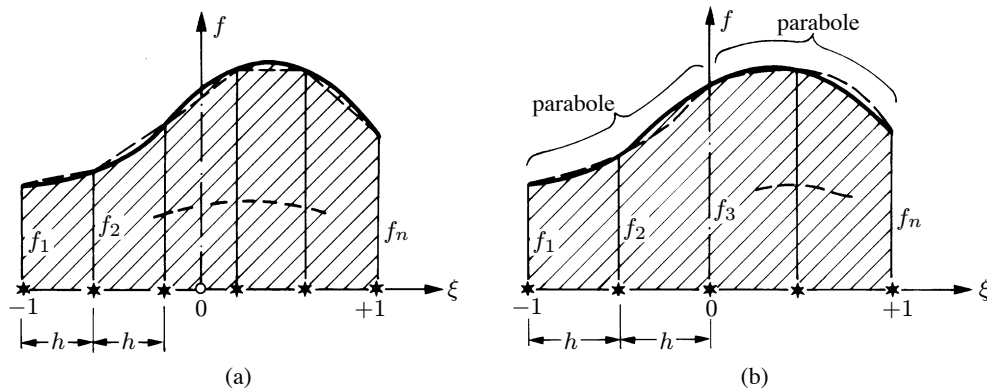 f
f
parabole
parabole
f₁
f₂
fₙ
f₁
f₂
f₃
fₙ
−1
0
+1
ξ
−1
0
+1
ξ
h
h
h
h
(a)
(b)